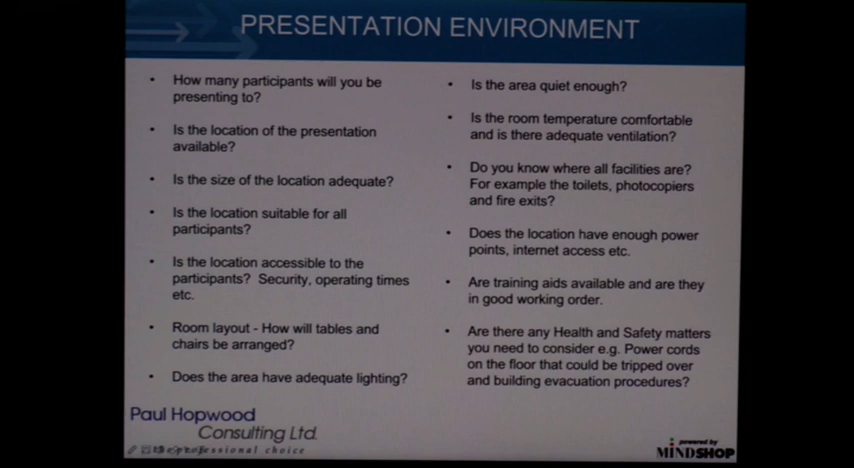 PRESENTATION ENVIRONMENT
• How many participants will you be
presenting to?
• Is the location of the presentation
available?
• Is the size of the location adequate?
• Is the location suitable for all
participants?
• Is the location accessible to the
participants? Security, operating times
etc.
• Room layout - How will tables and
chairs be arranged?
• Does the area have adequate lighting?
• Is the area quiet enough?
• Is the room temperature comfortable
and is there adequate ventilation?
• Do you know where all facilities are?
For example the toilets, photocopiers
and fire exits?
• Does the location have enough power
points, internet access etc.
• Are training aids available and are they
in good working order.
• Are there any Health and Safety matters
you need to consider e.g. Power cords
on the floor that could be tripped over
and building evacuation procedures?
Paul Hopwood
Consulting Ltd.
professional choice
powered by
MINDSHOP